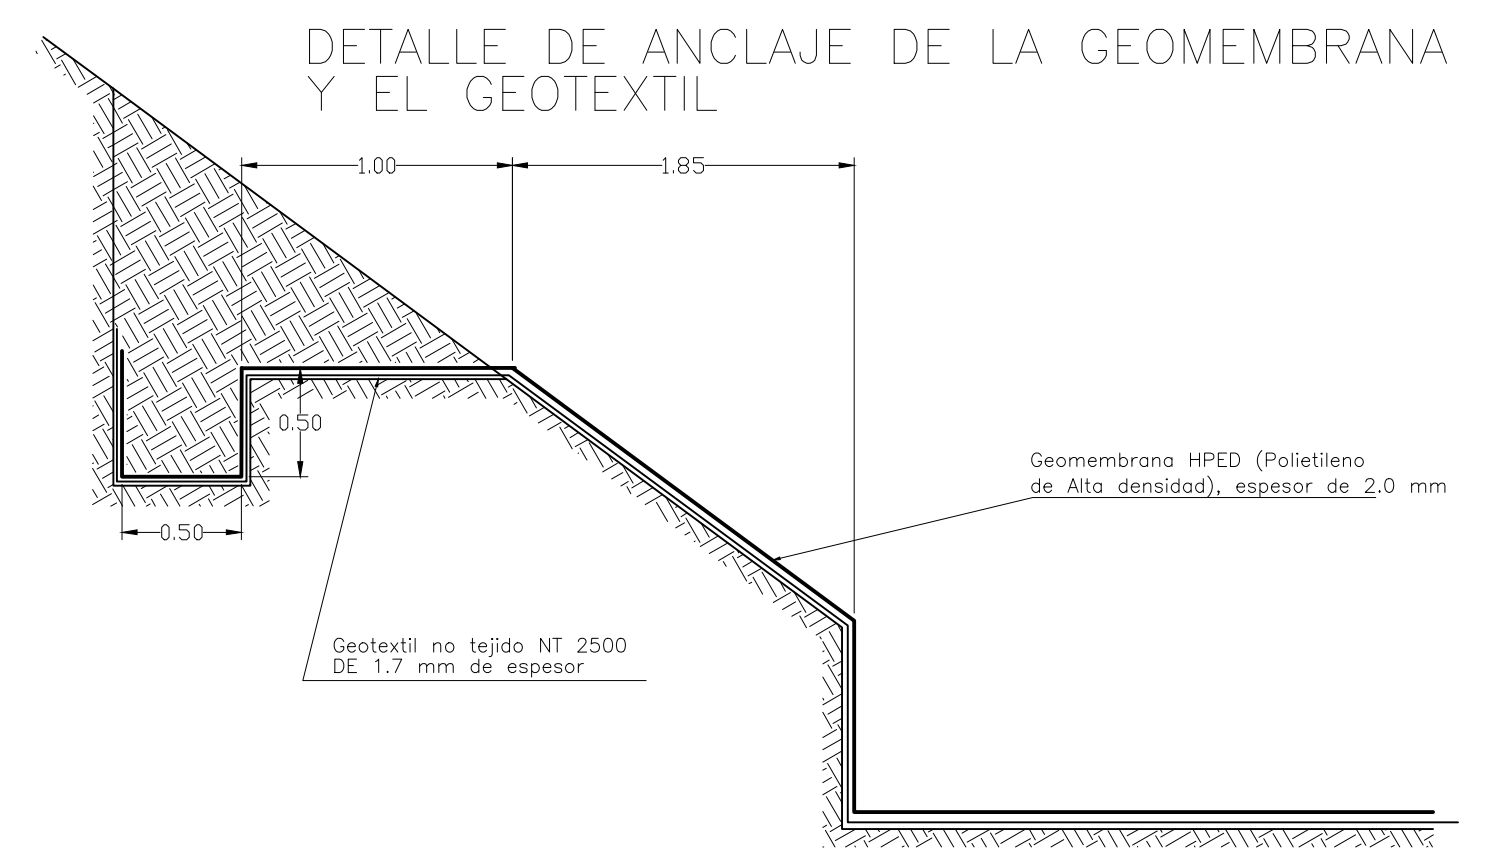 DETALLE DE ANCLAJE DE LA GEOMEMBRANA
Y EL GEOTEXTIL
1.00
1.85
0.50
0.50
Geomembrana HPED (Polietileno
de Alta densidad), espesor de 2.0 mm
Geotextil no tejido NT 2500
DE 1.7 mm de espesor